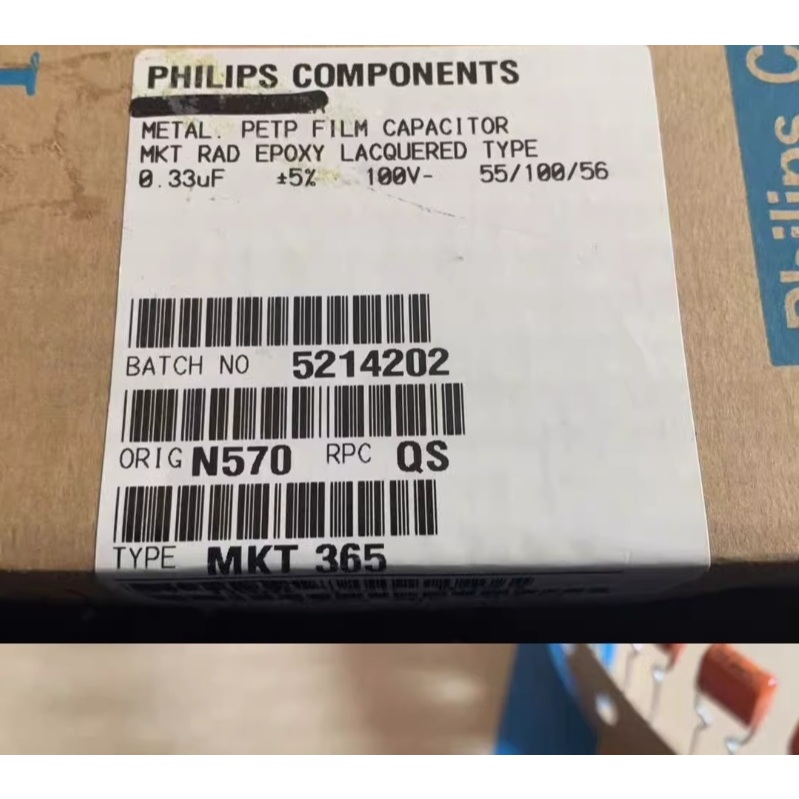 PHILIPS COMPONENTS
METAL. PETP FILM CAPACITOR
MKT RAD EPOXY LACQUERED TYPE
0.33uF ±5% 100V- 55/100/56
BATCH NO 5214202
ORIG N570 RPC QS
TYPE MKT 365
Philips C